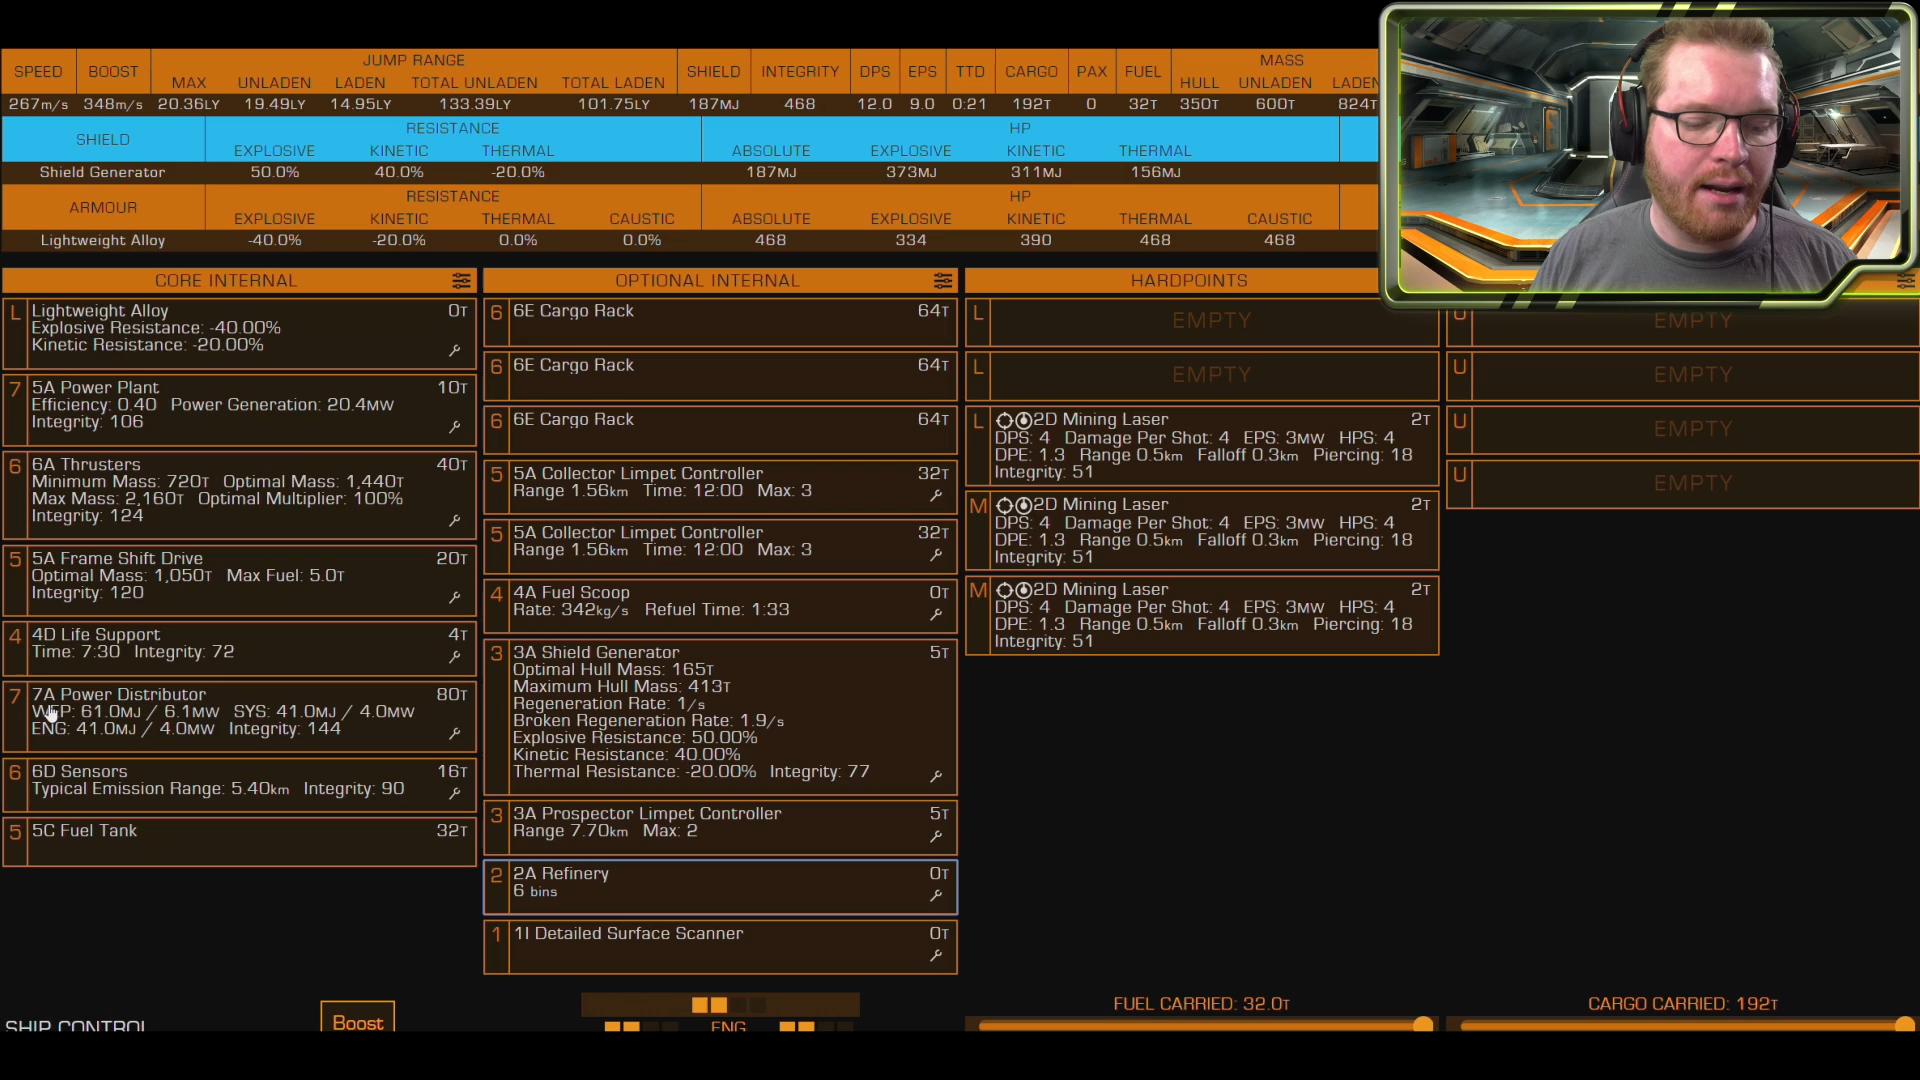 SPEED BOOST JUMP RANGE SHIELD INTEGRITY DPS EPS TTD CARGO PAX FUEL MASS
MAX UNLADEN LADEN TOTAL UNLADEN TOTAL LADEN HULL UNLADEN LADEN
267m/s 348m/s 20.36LY 19.49LY 14.95LY 133.39LY 101.75LY 187MJ 468 12.0 9.0 0:21 192T 0 32T 350T 600T 824T
SHIELD RESISTANCE HP
EXPLOSIVE KINETIC THERMAL ABSOLUTE EXPLOSIVE KINETIC THERMAL
Shield Generator 50.0% 40.0% -20.0% 187MJ 373MJ 311MJ 156MJ
ARMOUR RESISTANCE HP
EXPLOSIVE KINETIC THERMAL CAUSTIC ABSOLUTE EXPLOSIVE KINETIC THERMAL CAUSTIC
Lightweight Alloy -40.0% -20.0% 0.0% 0.0% 468 334 390 468 468
CORE INTERNAL
L Lightweight Alloy 0T
Explosive Resistance: -40.00%
Kinetic Resistance: -20.00%
7 5A Power Plant 10T
Efficiency: 0.40 Power Generation: 20.4MW
Integrity: 106
6 6A Thrusters 40T
Minimum Mass: 720T Optimal Mass: 1,440T
Max Mass: 2,160T Optimal Multiplier: 100%
Integrity: 124
5 5A Frame Shift Drive 20T
Optimal Mass: 1,050T Max Fuel: 5.0T
Integrity: 120
4 4D Life Support 4T
Time: 7:30 Integrity: 72
7 7A Power Distributor 80T
WEP: 61.0MJ / 6.1MW SYS: 41.0MJ / 4.0MW
ENG: 41.0MJ / 4.0MW Integrity: 144
6 6D Sensors 16T
Typical Emission Range: 5.40km Integrity: 90
5 5C Fuel Tank 32T
OPTIONAL INTERNAL
6 6E Cargo Rack 64T
6 6E Cargo Rack 64T
6 6E Cargo Rack 64T
5 5A Collector Limpet Controller 32T
Range 1.56km Time: 12:00 Max: 3
5 5A Collector Limpet Controller 32T
Range 1.56km Time: 12:00 Max: 3
4 4A Fuel Scoop 0T
Rate: 342kg/s Refuel Time: 1:33
3 3A Shield Generator 5T
Optimal Hull Mass: 165T
Maximum Hull Mass: 413T
Regeneration Rate: 1/s
Broken Regeneration Rate: 1.9/s
Explosive Resistance: 50.00%
Kinetic Resistance: 40.00%
Thermal Resistance: -20.00% Integrity: 77
3 3A Prospector Limpet Controller 5T
Range 7.70km Max: 2
2 2A Refinery 0T
6 bins
1 1I Detailed Surface Scanner 0T
HARDPOINTS
L EMPTY
L EMPTY
L 2D Mining Laser 2T
DPS: 4 Damage Per Shot: 4 EPS: 3MW HPS: 4
DPE: 1.3 Range 0.5km Falloff 0.3km Piercing: 18
Integrity: 51
M 2D Mining Laser 2T
DPS: 4 Damage Per Shot: 4 EPS: 3MW HPS: 4
DPE: 1.3 Range 0.5km Falloff 0.3km Piercing: 18
Integrity: 51
M 2D Mining Laser 2T
DPS: 4 Damage Per Shot: 4 EPS: 3MW HPS: 4
DPE: 1.3 Range 0.5km Falloff 0.3km Piercing: 18
Integrity: 51
U EMPTY
U EMPTY
U EMPTY
U EMPTY
SHIP CONTROL
Boost
ENG
FUEL CARRIED: 32.0T
CARGO CARRIED: 192T